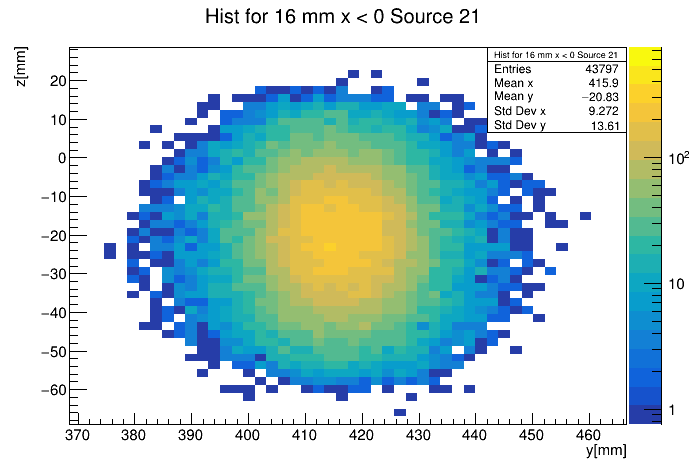 Hist for 16 mm x < 0 Source 21
z[mm]
Hist for 16 mm x < 0 Source 21
Entries 43797
Mean x 415.9
Mean y −20.83
Std Dev x 9.272
Std Dev y 13.61
20
10
0
−10
−20
−30
−40
−50
−60
10²
10
1
370 380 390 400 410 420 430 440 450 460
y[mm]